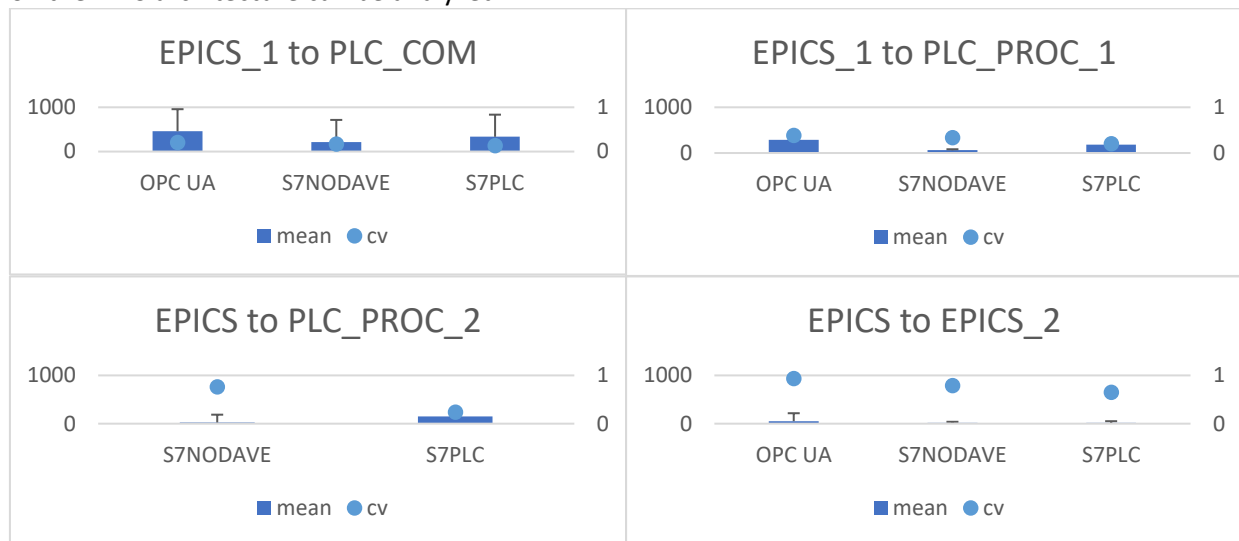 EPICS_1 to PLC_COM
1000 1
0 0
OPC UA S7NODAVE S7PLC
mean cv
EPICS_1 to PLC_PROC_1
1000 1
0 0
OPC UA S7NODAVE S7PLC
mean cv
EPICS to PLC_PROC_2
1000 1
0 0
S7NODAVE S7PLC
mean cv
EPICS to EPICS_2
1000 1
0 0
OPC UA S7NODAVE S7PLC
mean cv